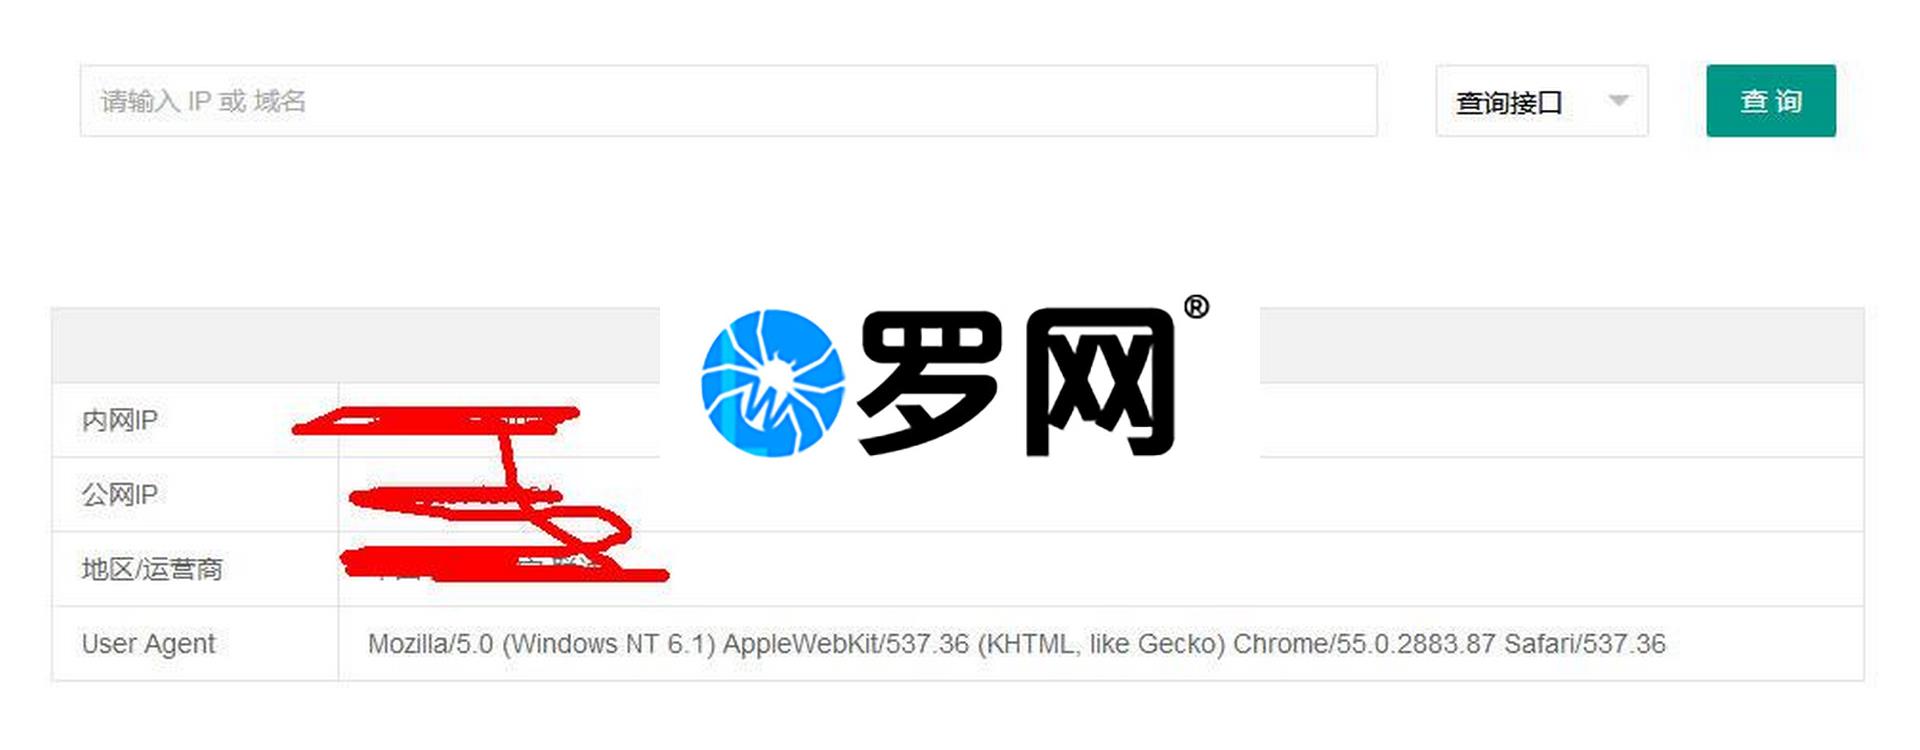 请输入 IP 或 域名
查询接口
查 询
罗网®
内网IP
公网IP
地区/运营商
User Agent
Mozilla/5.0 (Windows NT 6.1) AppleWebKit/537.36 (KHTML, like Gecko) Chrome/55.0.2883.87 Safari/537.36